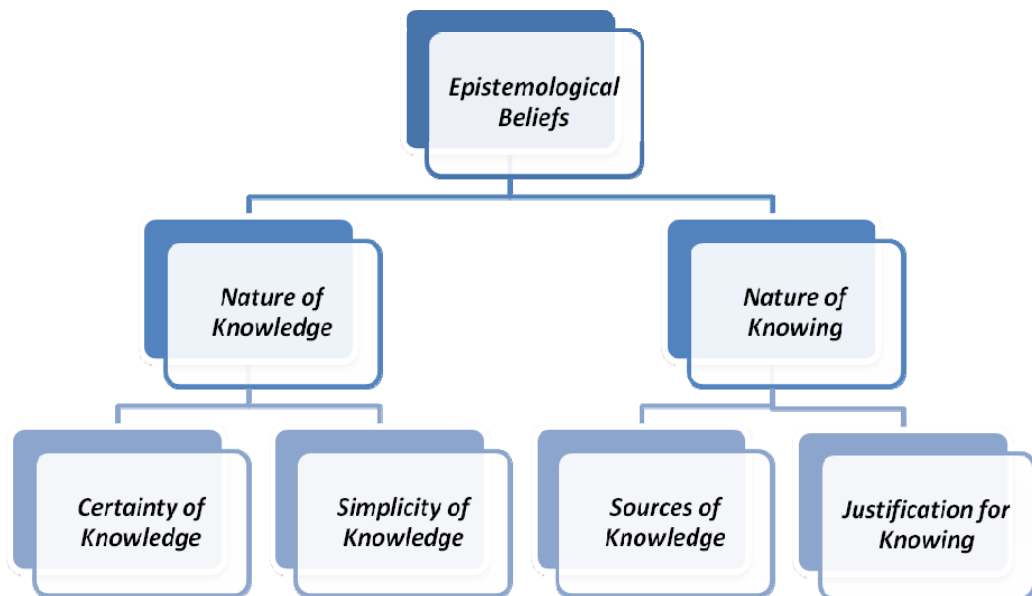 Epistemological
Beliefs
Nature of
Knowledge
Nature of
Knowing
Certainty of
Knowledge
Simplicity of
Knowledge
Sources of
Knowledge
Justification for
Knowing